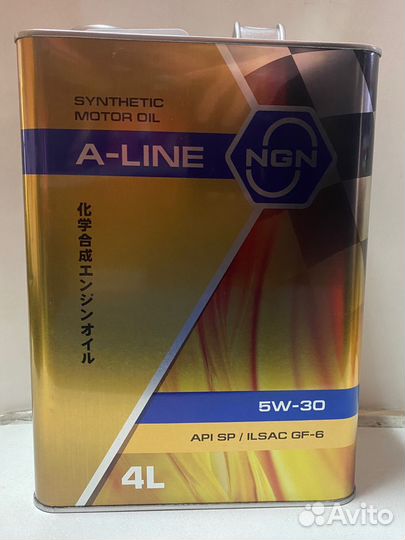 SYNTHETIC
MOTOR OIL
A-LINE
NGN
化学合成エンジンオイル
5W-30
API SP / ILSAC GF-6
4L
Avito